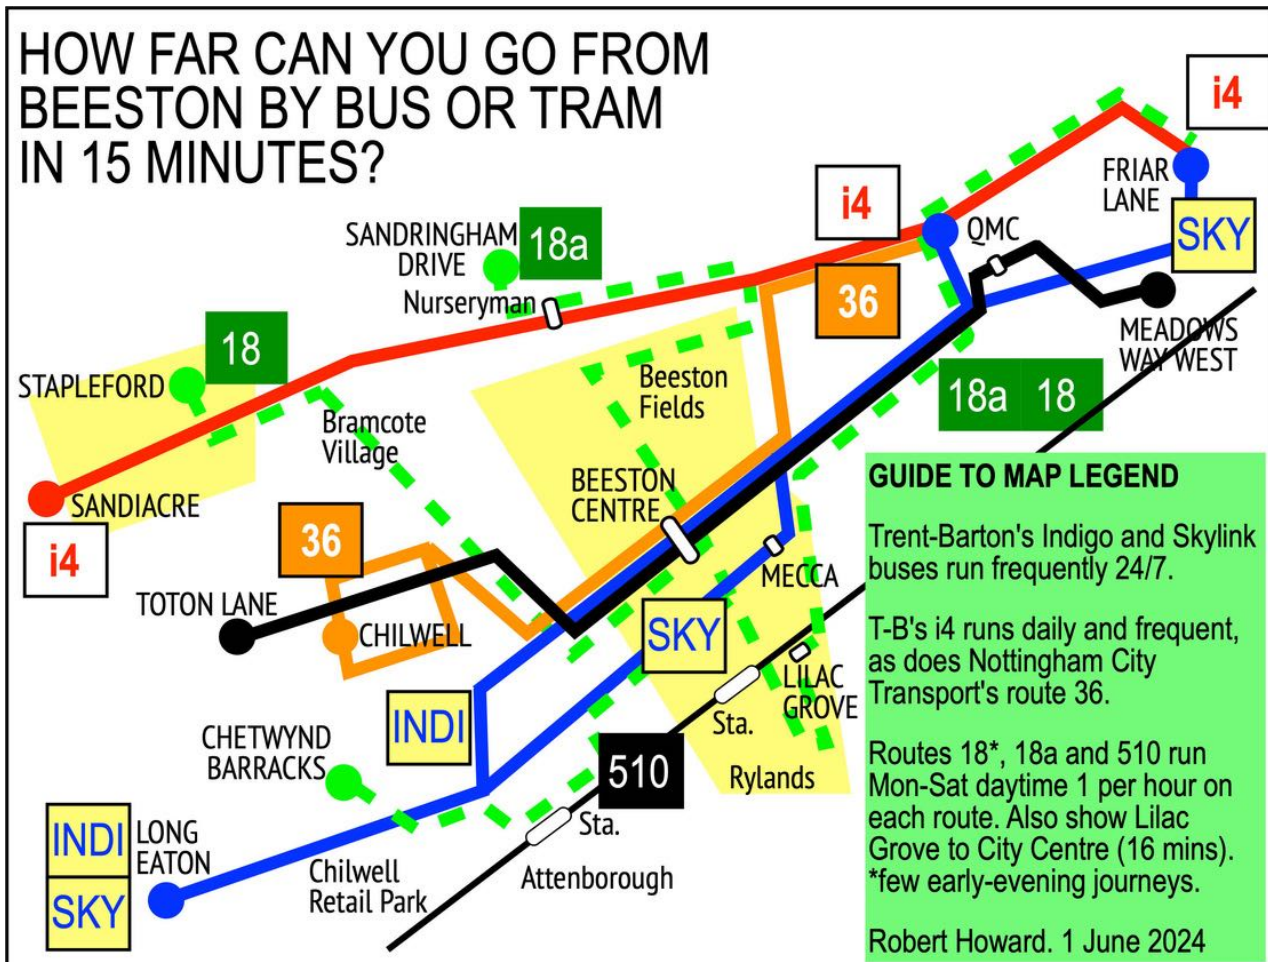 HOW FAR CAN YOU GO FROM
BEESTON BY BUS OR TRAM
IN 15 MINUTES?
i4
FRIAR
LANE
SKY
i4
QMC
SANDRINGHAM
DRIVE
18a
Nurseryman
36
MEADOWS
WAY WEST
18
STAPLEFORD
Bramcote
Village
Beeston
Fields
18a 18
BEESTON
CENTRE
SANDIACRE
i4
36
TOTON LANE
CHILWELL
MECCA
SKY
LILAC
GROVE
Sta.
INDI
CHETWYND
BARRACKS
510
Rylands
Sta.
INDI
LONG
EATON
SKY
Chilwell
Retail Park
Attenborough
GUIDE TO MAP LEGEND
Trent-Barton's Indigo and Skylink
buses run frequently 24/7.
T-B's i4 runs daily and frequent,
as does Nottingham City
Transport's route 36.
Routes 18*, 18a and 510 run
Mon-Sat daytime 1 per hour on
each route. Also show Lilac
Grove to City Centre (16 mins).
*few early-evening journeys.
Robert Howard. 1 June 2024